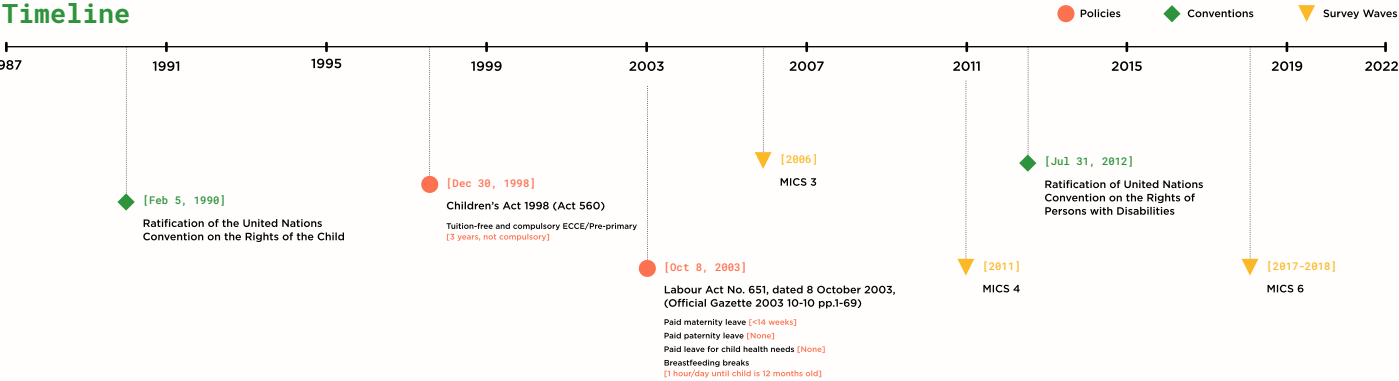 Timeline
Policies
Conventions
Survey Waves
987
1991
1995
1999
2003
2007
2011
2015
2019
2022
[Feb 5, 1990]
Ratification of the United Nations
Convention on the Rights of the Child
[Dec 30, 1998]
Children's Act 1998 (Act 560)
Tuition-free and compulsory ECCE/Pre-primary
[3 years, not compulsory]
[Oct 8, 2003]
Labour Act No. 651, dated 8 October 2003,
(Official Gazette 2003 10-10 pp.1-69)
Paid maternity leave [<14 weeks]
Paid paternity leave [None]
Paid leave for child health needs [None]
Breastfeeding breaks
[1 hour/day until child is 12 months old]
[2006]
MICS 3
[2011]
MICS 4
[Jul 31, 2012]
Ratification of United Nations
Convention on the Rights of
Persons with Disabilities
[2017-2018]
MICS 6